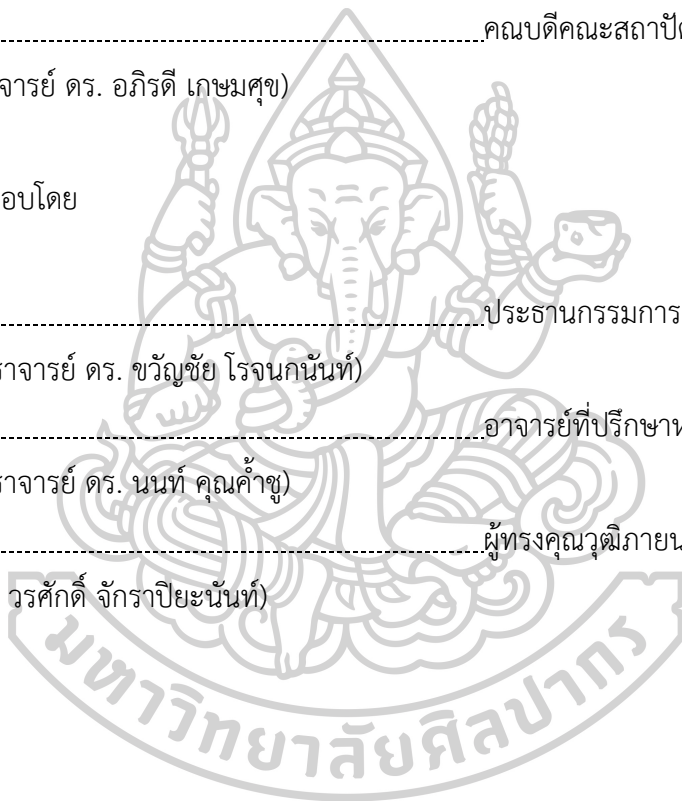 คณบดีคณะสถาปั
จารย์ ดร. อภิรดี เกษมศุข)
อบโดย
ประธานกรรมการ
าจารย์ ดร. ขวัญชัย โรจนกนันท์)
อาจารย์ที่ปรึกษาห
าจารย์ ดร. นนท์ คุณค้ำชู)
ผู้ทรงคุณวุฒิภายน
วรศักดิ์ จักราปิยะนันท์)
มหาวิทยาลัยศิลปากร